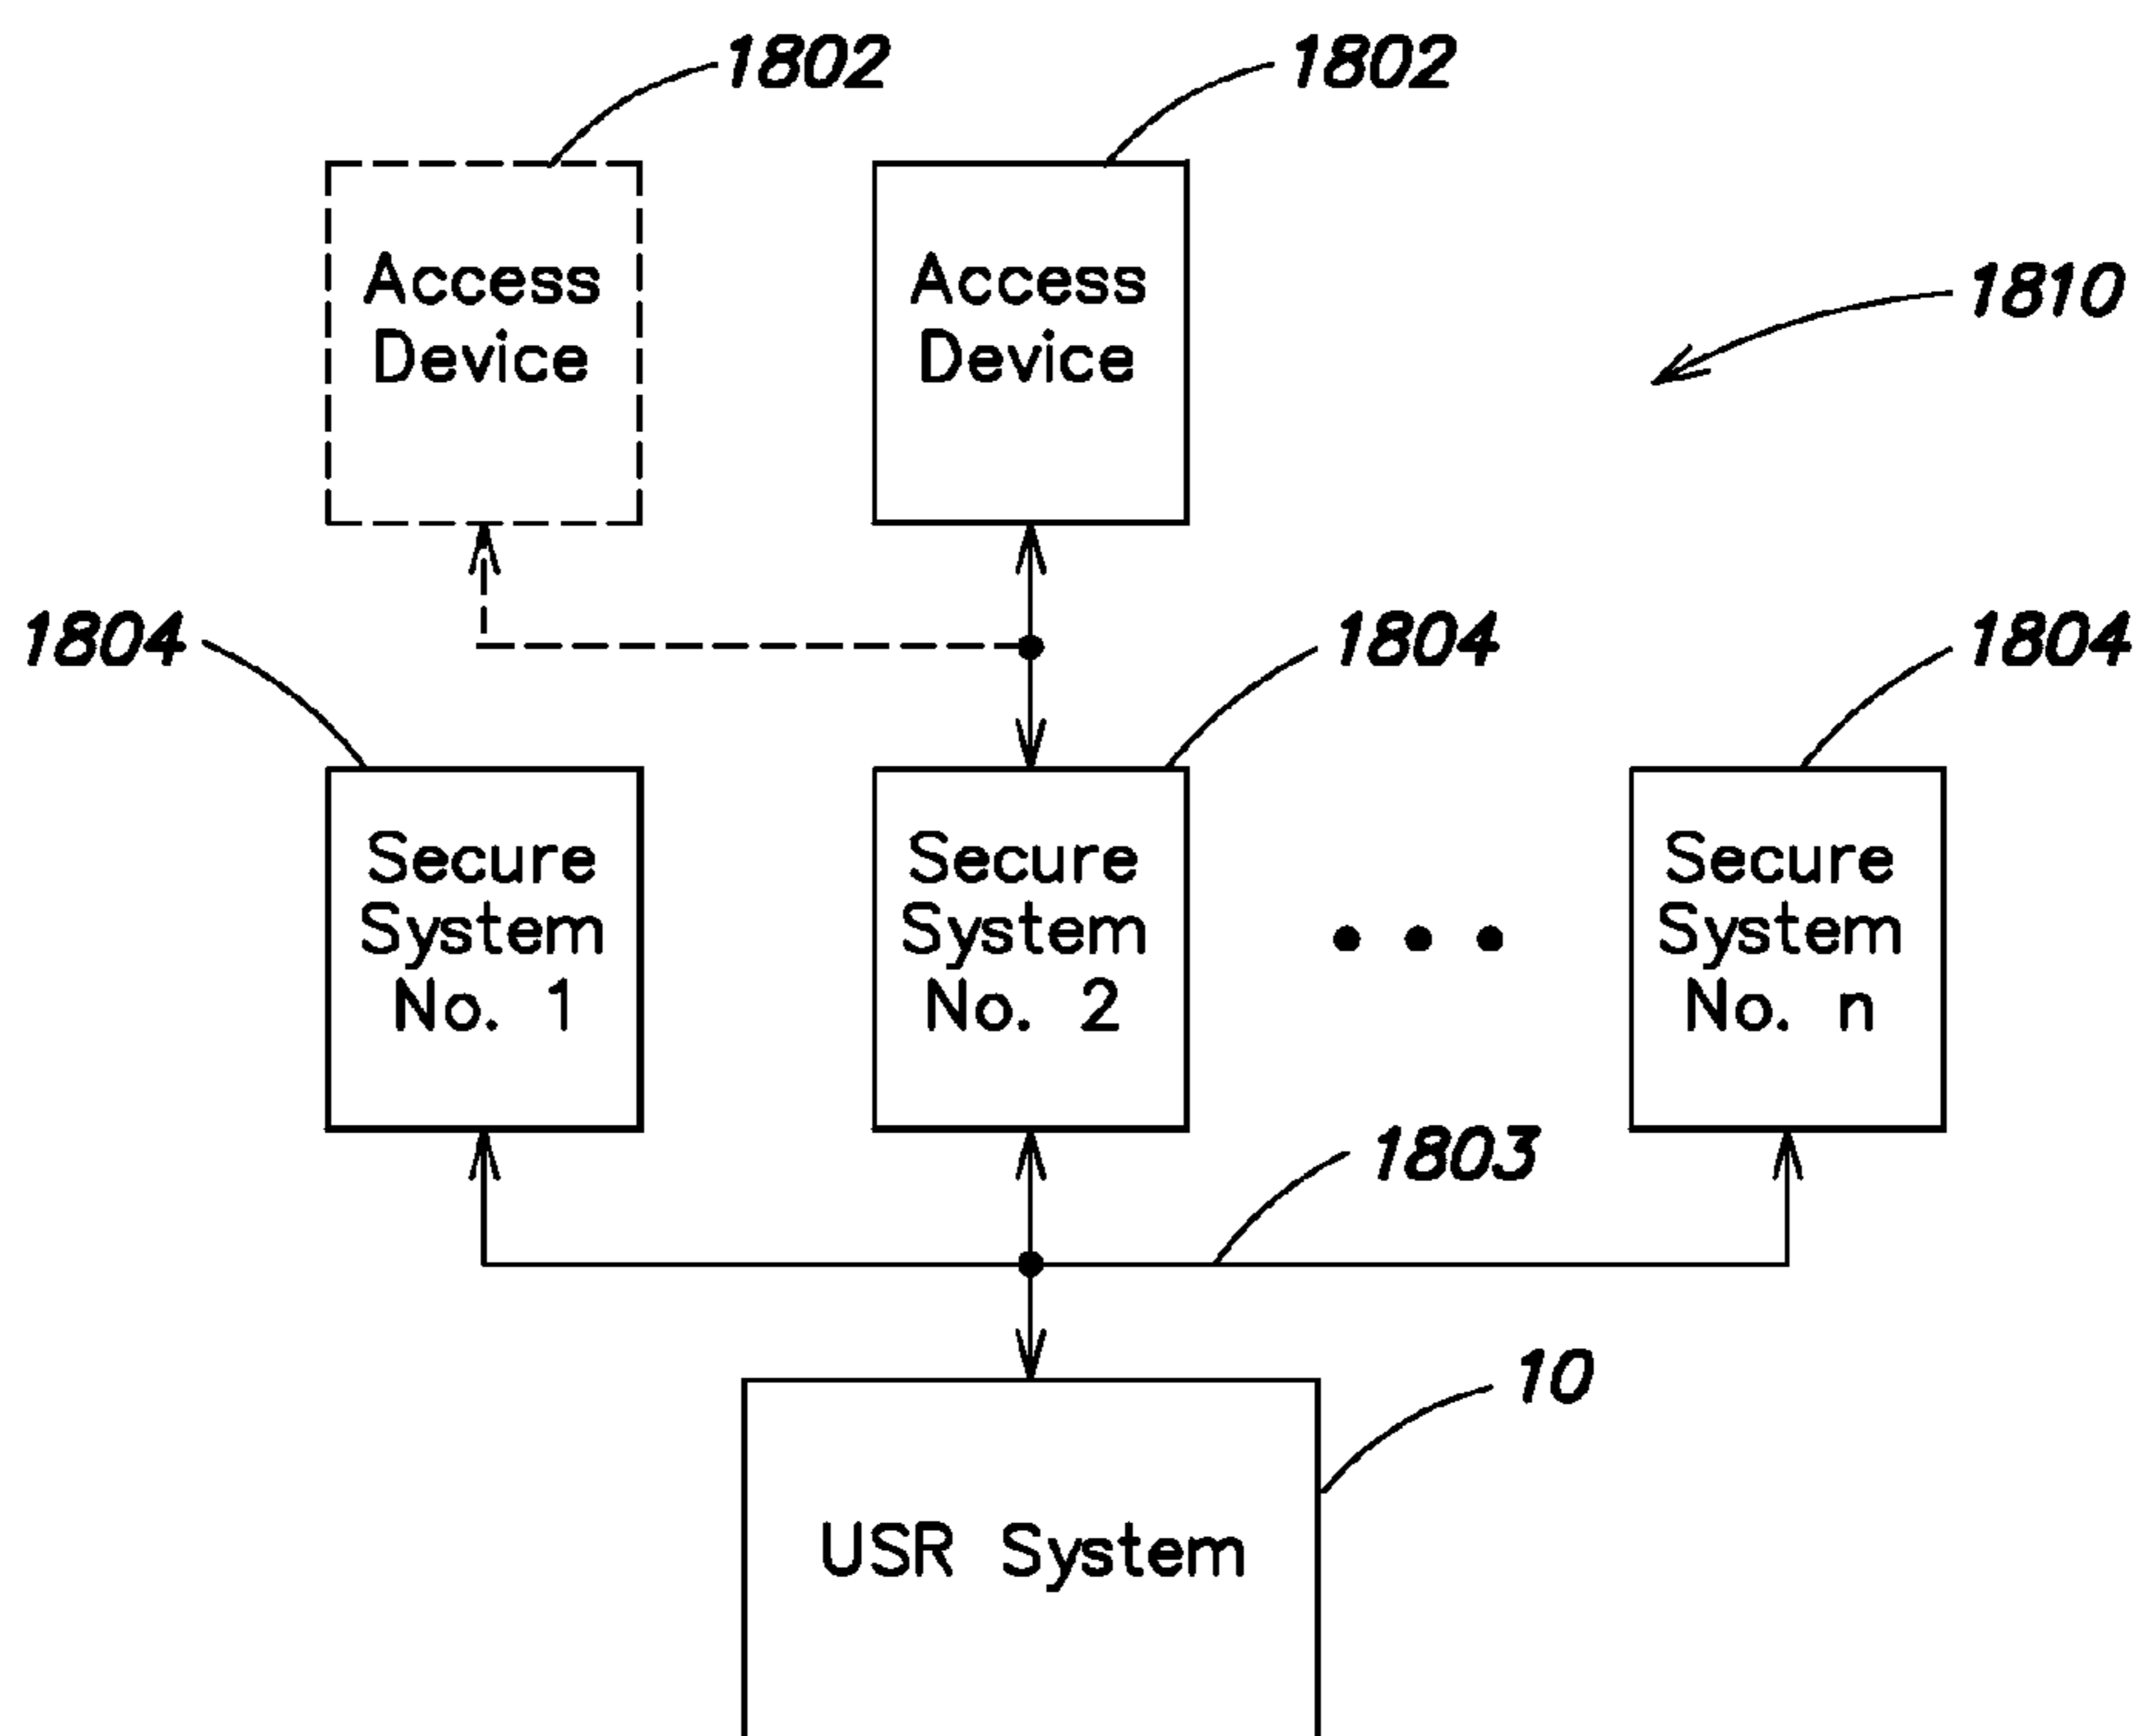 1802
1802
Access
Device
Access
Device
1810
1804
1804
1804
Secure
System
No. 1
Secure
System
No. 2
Secure
System
No. n
1803
10
USR System